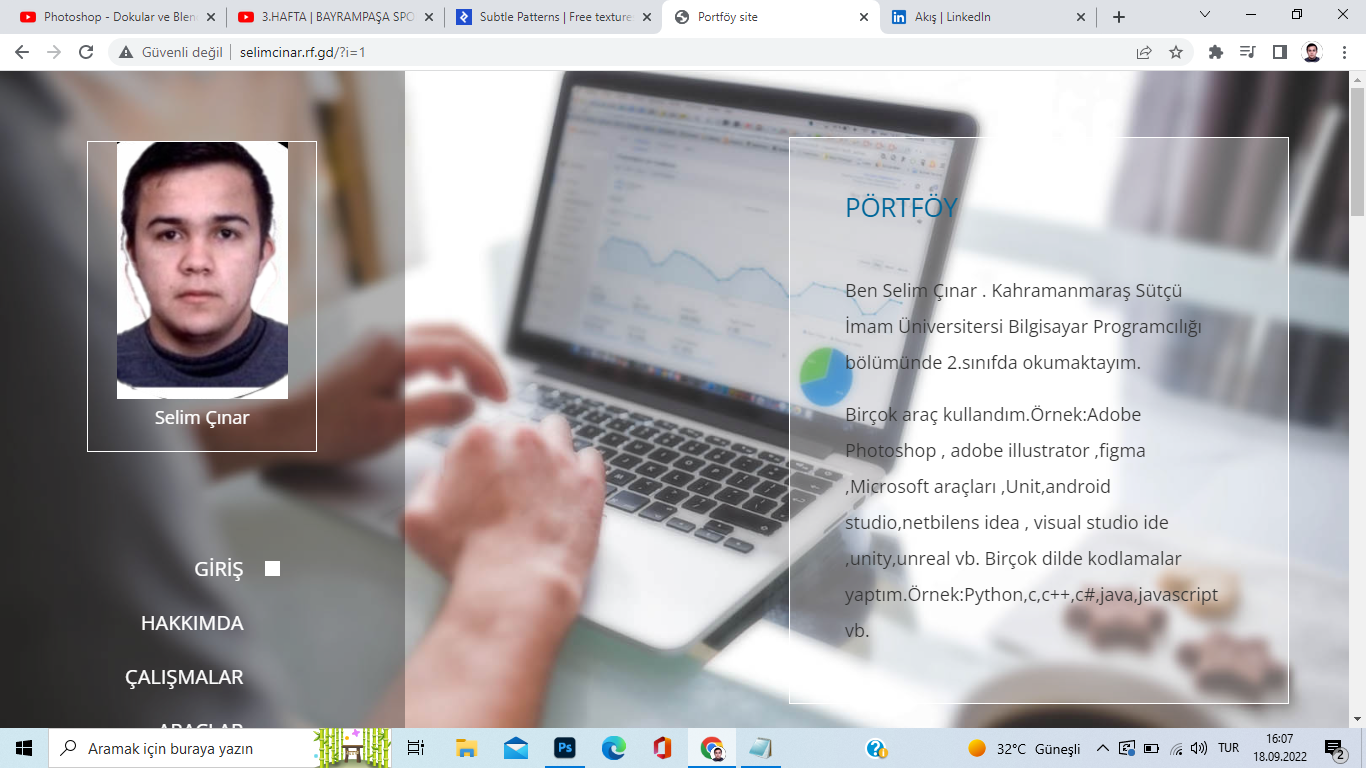 Photoshop - Dokular ve Blen
3.HAFTA | BAYRAMPAŞA SPO
Subtle Patterns | Free texture
Portföy site
Akış | LinkedIn
Güvenli değil
selimcinar.rf.gd/?i=1
Selim Çınar
GİRİŞ
HAKKIMDA
ÇALIŞMALAR
ARAÇLAR
PÖRTFÖY
Ben Selim Çınar . Kahramanmaraş Sütçü
İmam Üniversitersi Bilgisayar Programcılığı
bölümünde 2.sınıfda okumaktayım.
Birçok araç kullandım.Örnek:Adobe
Photoshop , adobe illustrator ,figma
,Microsoft araçları ,Unit,android
studio,netbilens idea , visual studio ide
,unity,unreal vb. Birçok dilde kodlamalar
yaptım.Örnek:Python,c,c++,c#,java,javascript
vb.
Aramak için buraya yazın
Ps
32°C Güneşli
TUR
16:07
18.09.2022
2